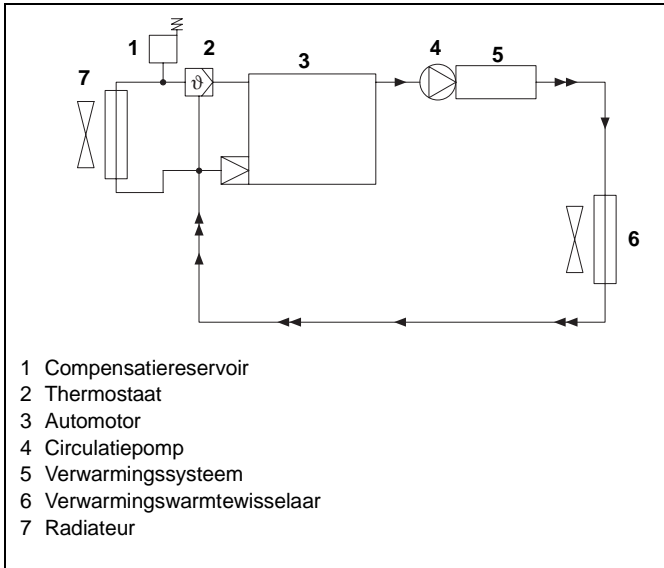 1 2 3 4 5
7
ϑ
6
1 Compensatiereservoir
2 Thermostaat
3 Automotor
4 Circulatiepomp
5 Verwarmingssysteem
6 Verwarmingswarmtewisselaar
7 Radiateur